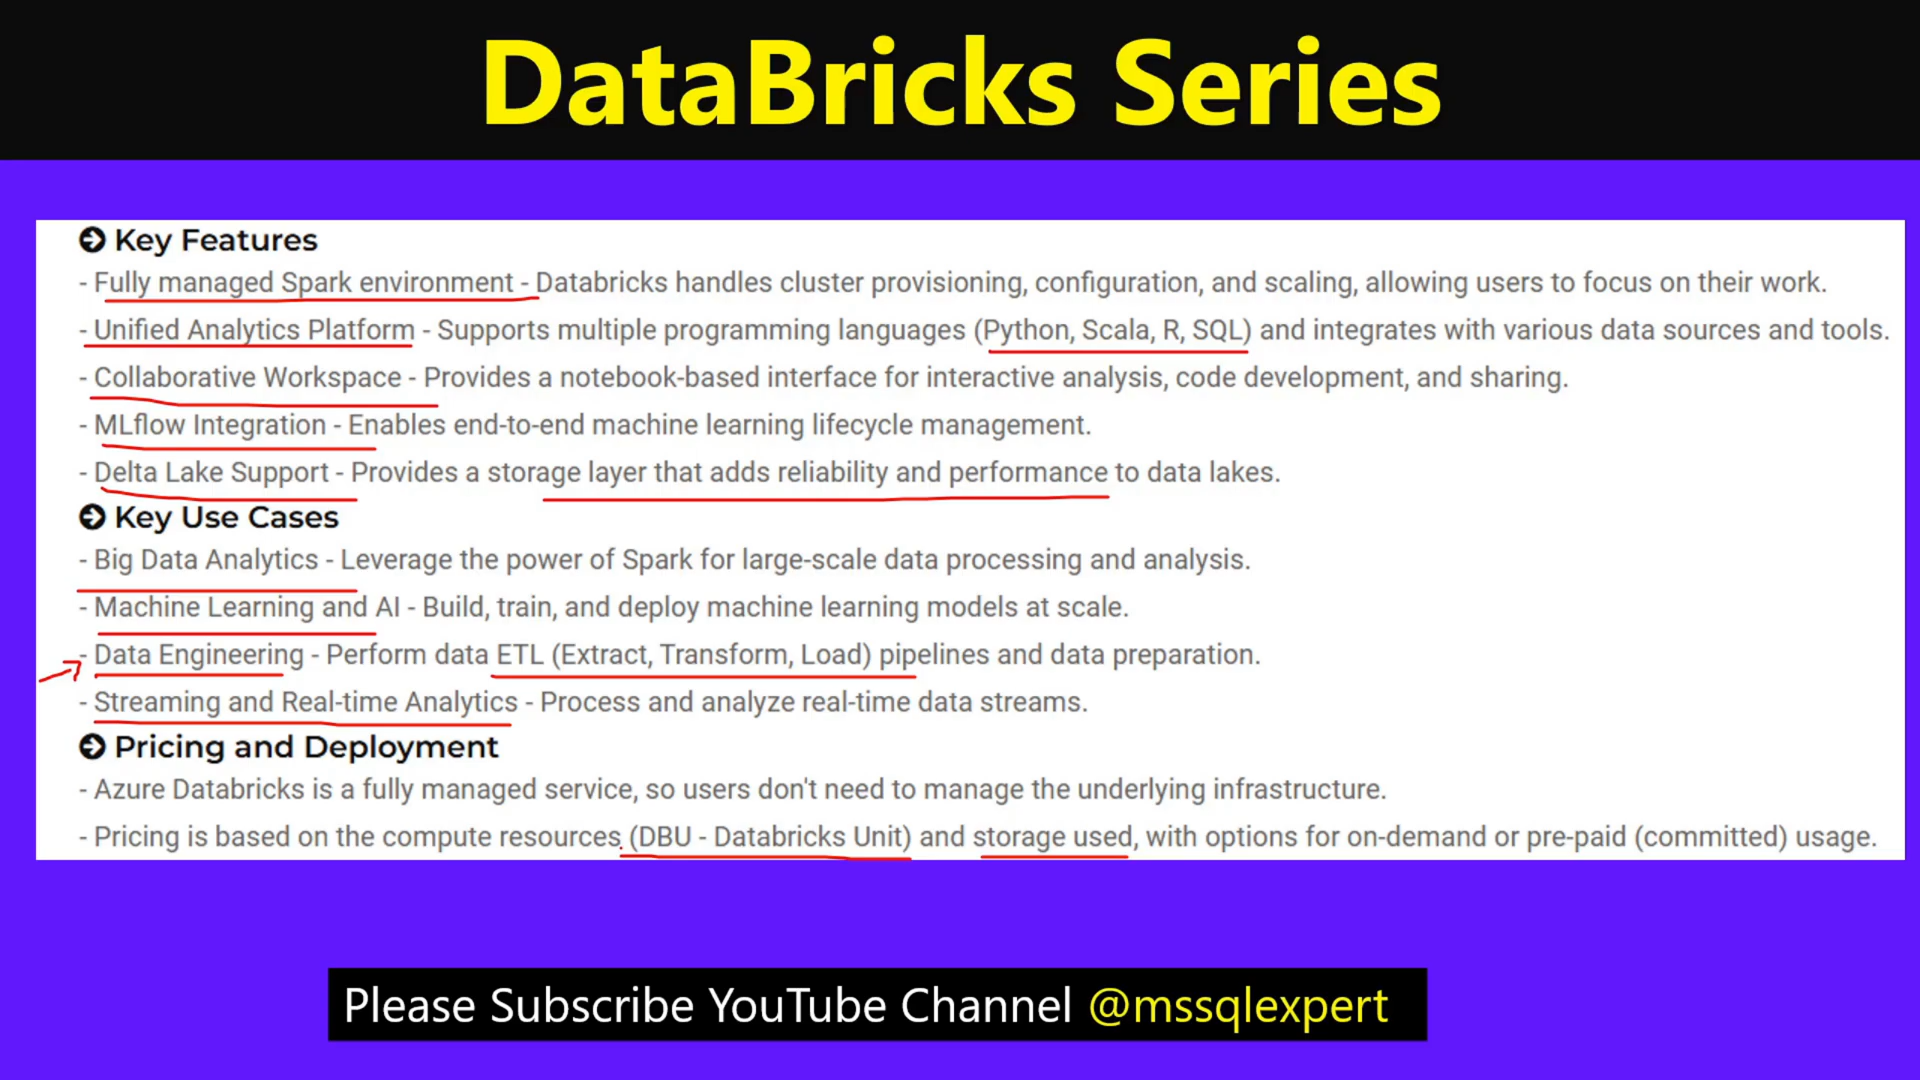 DataBricks Series
Key Features
- Fully managed Spark environment - Databricks handles cluster provisioning, configuration, and scaling, allowing users to focus on their work.
- Unified Analytics Platform - Supports multiple programming languages (Python, Scala, R, SQL) and integrates with various data sources and tools.
- Collaborative Workspace - Provides a notebook-based interface for interactive analysis, code development, and sharing.
- MLflow Integration - Enables end-to-end machine learning lifecycle management.
- Delta Lake Support - Provides a storage layer that adds reliability and performance to data lakes.
Key Use Cases
- Big Data Analytics - Leverage the power of Spark for large-scale data processing and analysis.
- Machine Learning and AI - Build, train, and deploy machine learning models at scale.
- Data Engineering - Perform data ETL (Extract, Transform, Load) pipelines and data preparation.
- Streaming and Real-time Analytics - Process and analyze real-time data streams.
Pricing and Deployment
- Azure Databricks is a fully managed service, so users don't need to manage the underlying infrastructure.
- Pricing is based on the compute resources (DBU - Databricks Unit) and storage used, with options for on-demand or pre-paid (committed) usage.
Please Subscribe YouTube Channel @mssqlexpert